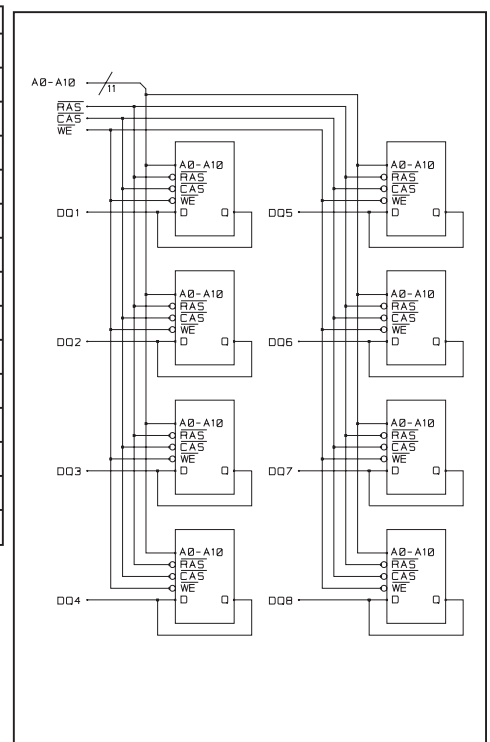 A0-A10
11
RAS
CAS
WE
A0-A10
RAS
CAS
WE
DQ1
D
Q
A0-A10
RAS
CAS
WE
DQ5
D
Q
A0-A10
RAS
CAS
WE
DQ2
D
Q
A0-A10
RAS
CAS
WE
DQ6
D
Q
A0-A10
RAS
CAS
WE
DQ3
D
Q
A0-A10
RAS
CAS
WE
DQ7
D
Q
A0-A10
RAS
CAS
WE
DQ4
D
Q
A0-A10
RAS
CAS
WE
DQ8
D
Q